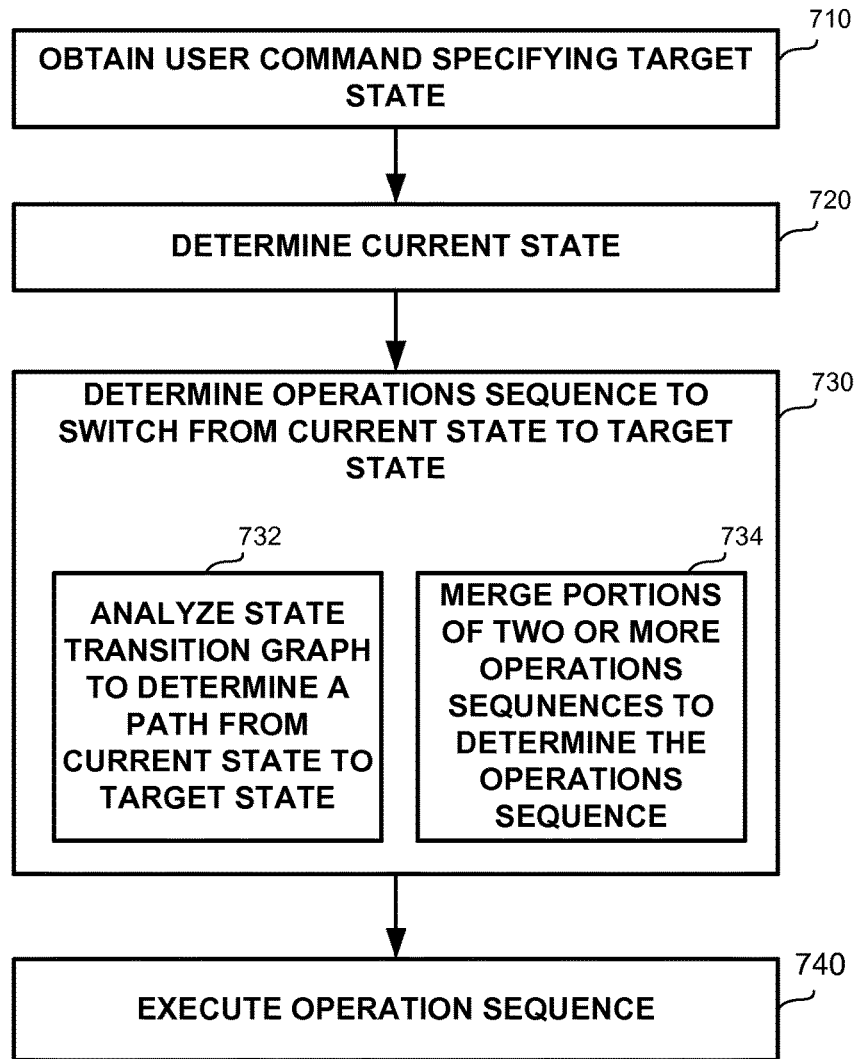 710
OBTAIN USER COMMAND SPECIFYING TARGET
STATE
720
DETERMINE CURRENT STATE
730
DETERMINE OPERATIONS SEQUENCE TO
SWITCH FROM CURRENT STATE TO TARGET
STATE
732
ANALYZE STATE
TRANSITION GRAPH
TO DETERMINE A
PATH FROM
CURRENT STATE TO
TARGET STATE
734
MERGE PORTIONS
OF TWO OR MORE
OPERATIONS
SEQUNENCES TO
DETERMINE THE
OPERATIONS
SEQUENCE
740
EXECUTE OPERATION SEQUENCE